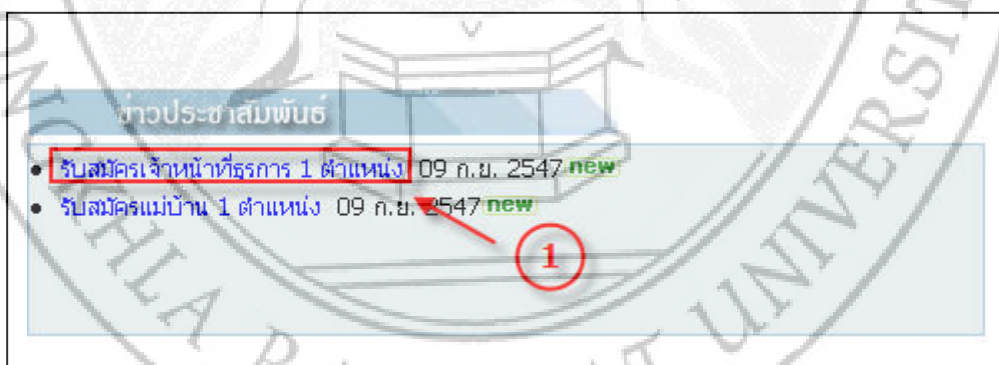 ข่าวประชาสัมพันธ์
รับสมัครเจ้าหน้าที่ธุรการ 1 ตำแหน่ง 09 ก.ย. 2547 new
รับสมัครแม่บ้าน 1 ตำแหน่ง 09 ก.ย. 2547 new
1
UNIVERSIT